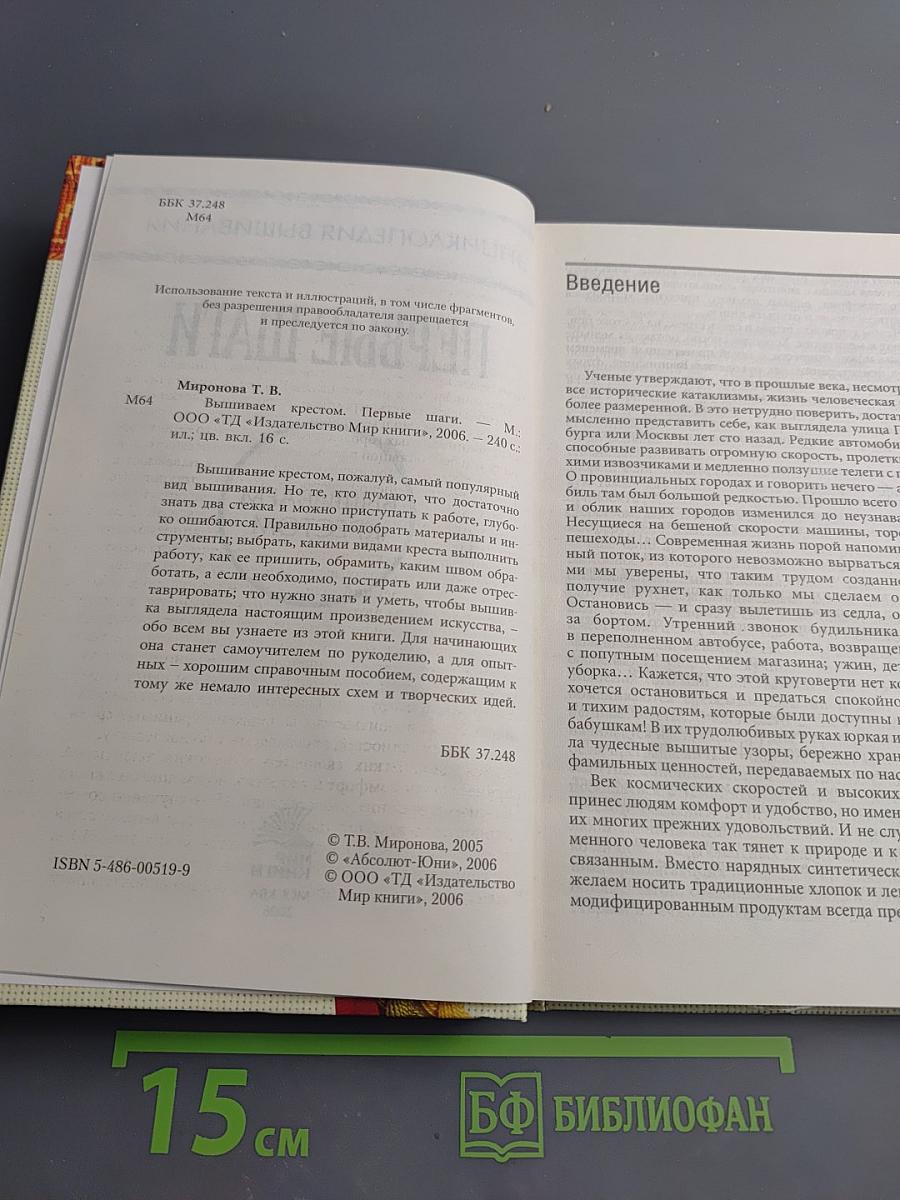 ББК 37.248
М64
Использование текста и иллюстраций, в том числе фрагментов,
без разрешения правообладателя запрещается
и преследуется по закону.
Миронова Т. В.
М64
Вышиваем крестом. Первые шаги. — М.:
ООО «ТД «Издательство Мир книги», 2006. — 240 с.;
ил.; цв. вкл. 16 с.
Вышивание крестом, пожалуй, самый популярный
вид вышивания. Но те, кто думают, что достаточно
знать два стежка и можно приступать к работе, глубо-
ко ошибаются. Правильно подобрать материалы и ин-
струменты; выбрать, какими видами креста выполнить
работу, как ее пришить, обрамить, каким швом обра-
ботать, а если необходимо, постирать или даже отрес-
таврировать; что нужно знать и уметь, чтобы вышив-
ка выглядела настоящим произведением искусства, –
обо всем вы узнаете из этой книги. Для начинающих
она станет самоучителем по рукоделию, а для опыт-
ных – хорошим справочным пособием, содержащим к
тому же немало интересных схем и творческих идей.
ББК 37.248
© Т.В. Миронова, 2005
© «Абсолют-Юни», 2006
© ООО «ТД «Издательство
Мир книги», 2006
ISBN 5-486-00519-9
Введение
Ученые утверждают, что в прошлые века, несмотр
все исторические катаклизмы, жизнь человеческая
более размеренной. В это нетрудно поверить, достат
мысленно представить себе, как выглядела улица
бурга или Москвы лет сто назад. Редкие автомоби
способные развивать огромную скорость, пролетки
хими извозчиками и медленно ползущие телеги с
О провинциальных городах и говорить нечего —
биль там был большой редкостью. Прошло всего
и облик наших городов изменился до неузнава
Несущиеся на бешеной скорости машины, торо
пешеходы... Современная жизнь порой напоми
ный поток, из которого невозможно вырваться
ми мы уверены, что таким трудом созданно
получие рухнет, как только мы сделаем о
Остановись — и сразу вылетишь из седла, о
за бортом. Утренний звонок будильника
в переполненном автобусе, работа, возвраще
с попутным посещением магазина; ужин, дет
уборка... Кажется, что этой круговерти нет к
хочется остановиться и предаться спокойно
и тихим радостям, которые были доступны
бабушкам! В их трудолюбивых руках юркая и
ла чудесные вышитые узоры, бережно хран
фамильных ценностей, передаваемых по нас
Век космических скоростей и высоких
принес людям комфорт и удобство, но имен
их многих прежних удовольствий. И не слу
менного человека так тянет к природе и к
связанным. Вместо нарядных синтетическ
желаем носить традиционные хлопок и ле
модифицированным продуктам всегда пре
15 см
БФ БИБЛИОФАН